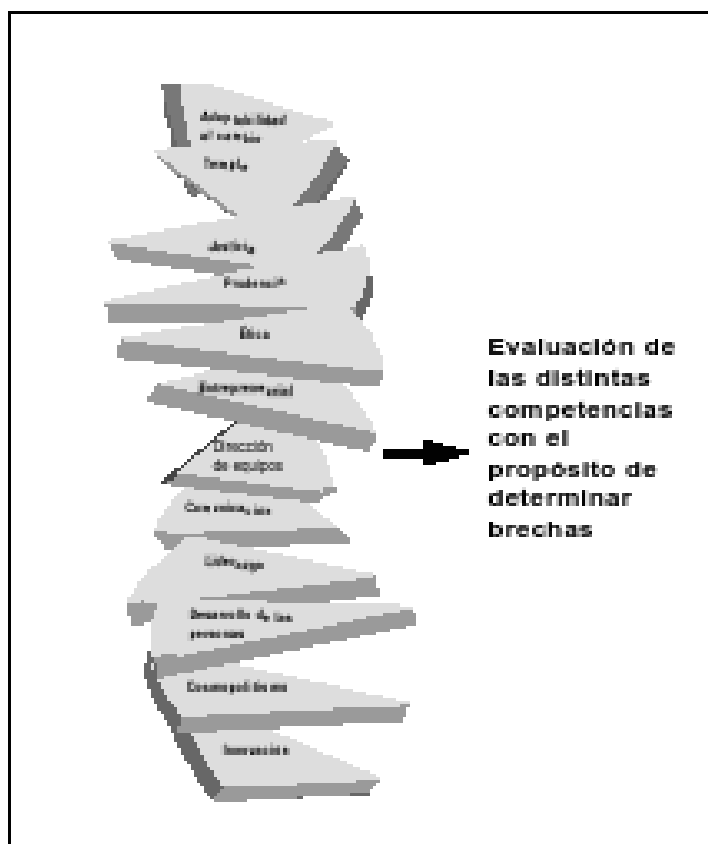 Adaptabilidad
al cambio
Temple
Justicia
Prudencia
Ética
Entrepreneurial
Dirección
de equipos
Comunicación
Liderazgo
Desarrollo de las
personas
Cosmopolitismo
Innovación
Evaluación de
las distintas
competencias
con el
propósito de
determinar
brechas